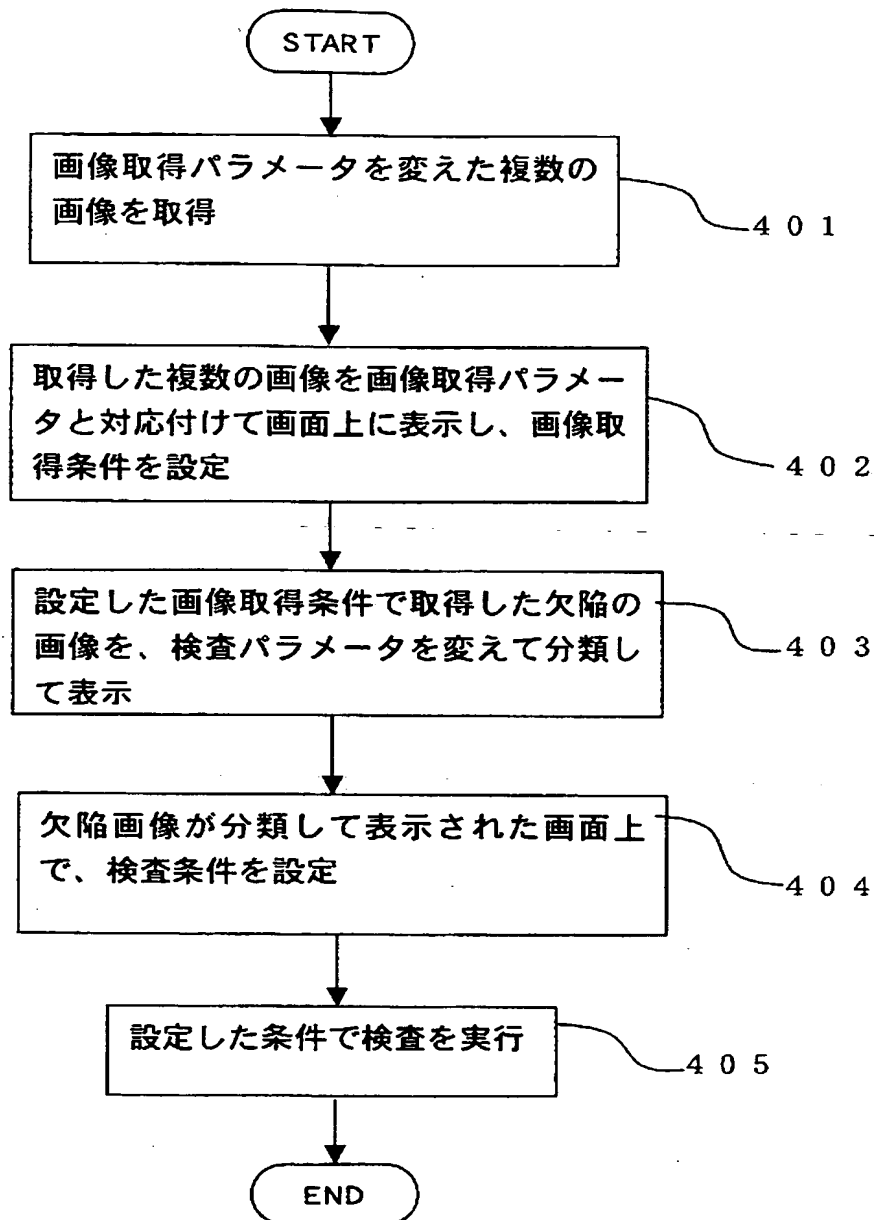 START
画像取得パラメータを変えた複数の
画像を取得
４０１
取得した複数の画像を画像取得パラメー
タと対応付けて画面上に表示し、画像取
得条件を設定
４０２
設定した画像取得条件で取得した欠陥の
画像を、検査パラメータを変えて分類し
て表示
４０３
欠陥画像が分類して表示された画面上
で、検査条件を設定
４０４
設定した条件で検査を実行
４０５
END